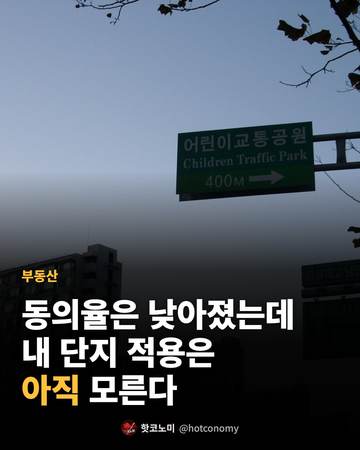 어린이교통공원
Children Traffic Park
400M
부동산
동의율은 낮아졌는데
내 단지 적용은
아직 모른다
핫코노미 @hotconomy